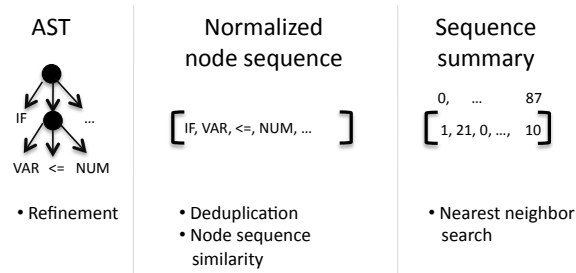 AST
IF
...
VAR <= NUM
• Refinement
Normalized
node sequence
[ IF, VAR, <=, NUM, ... ]
• Deduplication
• Node sequence
similarity
Sequence
summary
0, ... 87
[ 1, 21, 0, ..., 10 ]
• Nearest neighbor
search